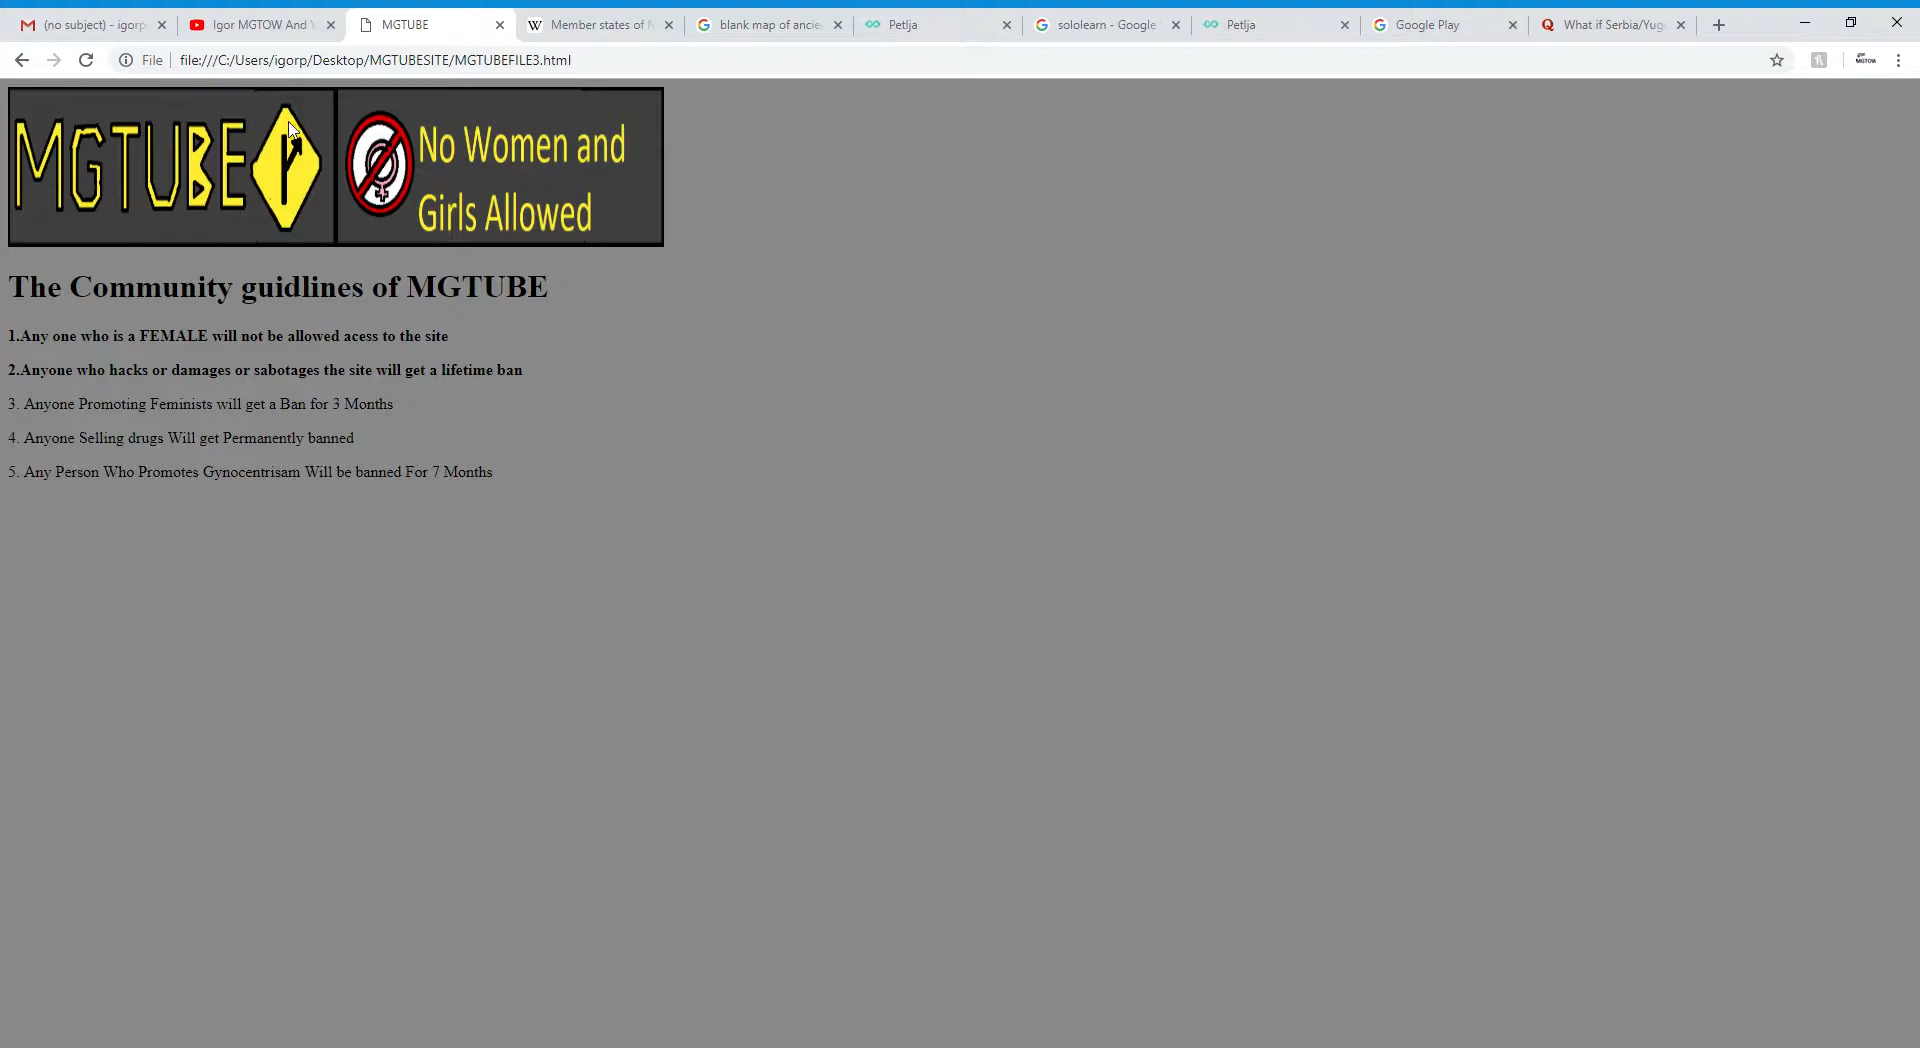 (no subject) - igorp
Igor MGTOW And V
MGTUBE
Member states of N
blank map of ancie
Petlja
sololearn - Google
Petlja
Google Play
What if Serbia/Yug
File
file:///C:/Users/igorp/Desktop/MGTUBESITE/MGTUBEFILE3.html
MGTOW
MGTUBE
No Women and
Girls Allowed
The Community guidlines of MGTUBE
1.Any one who is a FEMALE will not be allowed acess to the site
2.Anyone who hacks or damages or sabotages the site will get a lifetime ban
3. Anyone Promoting Feminists will get a Ban for 3 Months
4. Anyone Selling drugs Will get Permanently banned
5. Any Person Who Promotes Gynocentrisam Will be banned For 7 Months